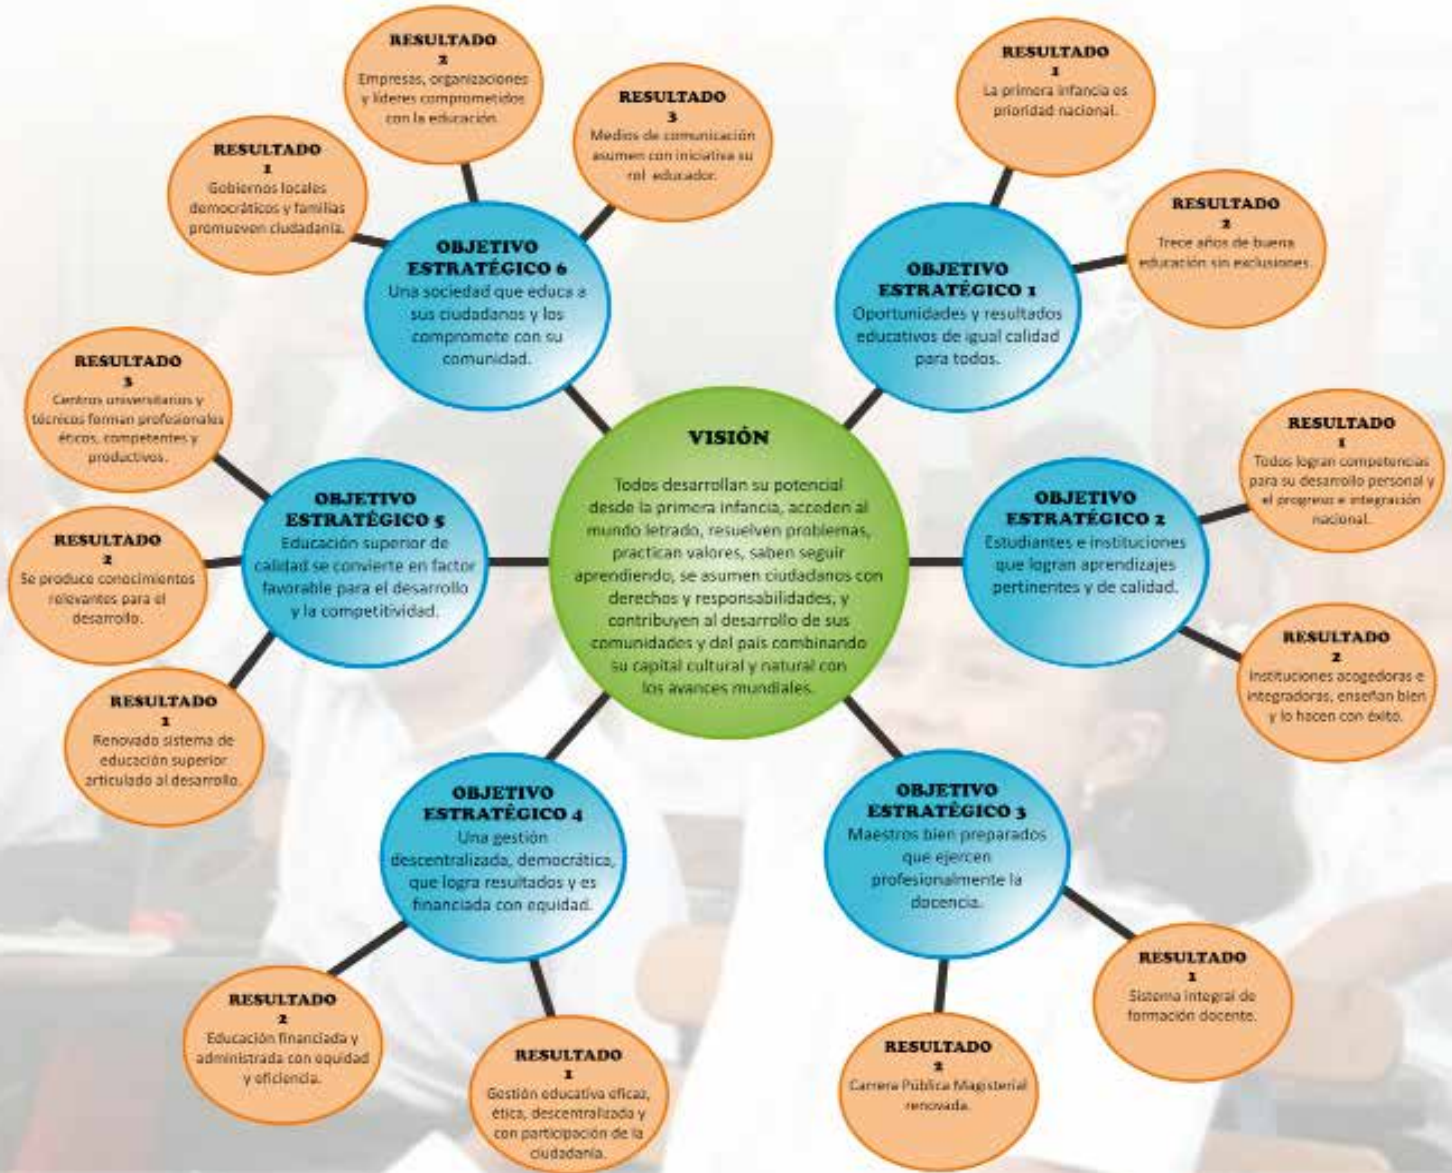 VISIÓN
Todos desarrollan su potencial
desde la primera infancia, acceden al
mundo letrado, resuelven problemas,
practican valores, saben seguir
aprendiendo, se asumen ciudadanos con
derechos y responsabilidades, y
contribuyen al desarrollo de sus
comunidades y del país combinando
su capital cultural y natural con
los avances mundiales.
OBJETIVO
ESTRATÉGICO 1
Oportunidades y resultados
educativos de igual calidad
para todos.
RESULTADO
1
La primera infancia es
prioridad nacional.
RESULTADO
2
Trece años de buena
educación sin exclusiones.
OBJETIVO
ESTRATÉGICO 2
Estudiantes e instituciones
que logran aprendizajes
pertinentes y de calidad.
RESULTADO
1
Todos logran competencias
para su desarrollo personal y
el progreso e integración
nacional.
RESULTADO
2
Instituciones acogedoras e
integradoras, enseñan bien
y lo hacen con éxito.
OBJETIVO
ESTRATÉGICO 3
Maestros bien preparados
que ejercen
profesionalmente la
docencia.
RESULTADO
1
Sistema integral de
formación docente.
RESULTADO
2
Carrera Pública Magisterial
renovada.
OBJETIVO
ESTRATÉGICO 4
Una gestión
descentralizada, democrática,
que logra resultados y es
financiada con equidad.
RESULTADO
1
Gestión educativa eficaz,
ética, descentralizada y
con participación de la
ciudadanía.
RESULTADO
2
Educación financiada y
administrada con equidad
y eficiencia.
OBJETIVO
ESTRATÉGICO 5
Educación superior de
calidad se convierte en factor
favorable para el desarrollo
y la competitividad.
RESULTADO
1
Renovado sistema de
educación superior
articulado al desarrollo.
RESULTADO
2
Se produce conocimientos
relevantes para el
desarrollo.
RESULTADO
3
Centros universitarios y
técnicos forman profesionales
éticos, competentes y
productivos.
OBJETIVO
ESTRATÉGICO 6
Una sociedad que educa a
sus ciudadanos y los
compromete con su
comunidad.
RESULTADO
1
Gobiernos locales
democráticos y familias
promueven ciudadanía.
RESULTADO
2
Empresas, organizaciones
y líderes comprometidos
con la educación.
RESULTADO
3
Medios de comunicación
asumen con iniciativa su
rol educador.